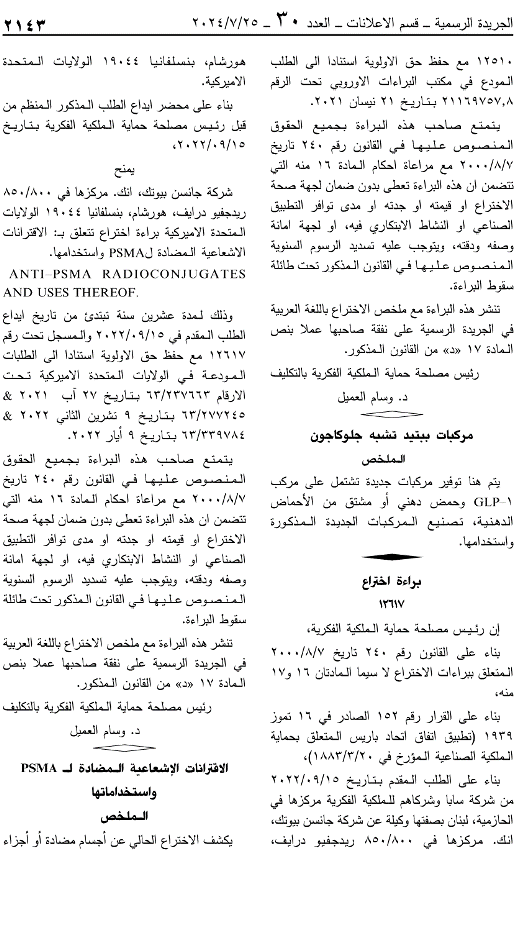 الجريدة الرسمية ــ قسم الاعلانات ــ العدد ٣٠ ــ ٢٠٢٤/٧/٢٥
٢١٤٣
١٢٥١٠ مع حفظ حق الاولوية استنادا الى الطلب
المودع في مكتب البراءات الاوروبي تحت الرقم
٢١١٦٩٧٥٧,٨ بـتاريخ ٢١ نيسان ٢٠٢١.
يتمتع صاحب هذه البراءة بجميع الحقوق
المنصوص عليها في القانون رقم ٢٤٠ تاريخ
٢٠٠٠/٨/٧ مع مراعاة احكام المادة ١٦ منه التي
تتضمن ان هذه البراءة تعطى بدون ضمان لجهة صحة
الاختراع او قيمته او جدته او مدى توافر التطبيق
الصناعي او النشاط الابتكاري فيه، او لجهة امانة
وصفه ودقته، ويتوجب عليه تسديد الرسوم السنوية
المنصوص عليها في القانون المذكور تحت طائلة
سقوط البراءة.
تنشر هذه البراءة مع ملخص الاختراع باللغة العربية
في الجريدة الرسمية على نفقة صاحبها عملا بنص
المادة ١٧ «د» من القانون المذكور.
رئيس مصلحة حماية الملكية الفكرية بالتكليف
د. وسام العميل
مركبات ببتيد تشبه جلوكاجون
الملخص
يتم هنا توفير مركبات جديدة تشتمل على مركب
GLP–١ وحمض دهني أو مشتق من الأحماض
الدهنية، تصنيع المركبات الجديدة المذكورة
واستخدامها.
براءة اختراع
١٣٦١٧
إن رئيس مصلحة حماية الملكية الفكرية،
بناء على القانون رقم ٢٤٠ تاريخ ٢٠٠٠/٨/٧
المتعلق ببراءات الاختراع لا سيما المادتان ١٦ و١٧
منه،
بناء على القرار رقم ١٥٢ الصادر في ١٦ تموز
١٩٣٩ (تطبيق اتفاق اتحاد باريس المتعلق بحماية
الملكية الصناعية المؤرخ في ١٨٨٣/٣/٢٠)،
بناء على الطلب المقدم بـتاريخ ٢٠٢٢/٠٩/١٥
من شركة سابا وشركاهم للملكية الفكرية مركزها في
الحازمية، لبنان بصفتها وكيلة عن شركة جانسن بيوتك،
انك. مركزها في ٨٥٠/٨٠٠ ريدجفيو درايف،
هورشام، بنسلفانيا ١٩٠٤٤ الولايات المتحدة
الاميركية.
بناء على محضر ايداع الطلب المذكور المنظم من
قبل رئيس مصلحة حماية الملكية الفكرية بـتاريخ
٢٠٢٢/٠٩/١٥،
يمنح
شركة جانسن بيوتك، انك. مركزها في ٨٥٠/٨٠٠
ريدجفيو درايف، هورشام، بنسلفانيا ١٩٠٤٤ الولايات
المتحدة الاميركية براءة اختراع تتعلق بـ: الاقترانات
الاشعاعية المضادة لـPSMA واستخدامها.
ANTI–PSMA RADIOCONJUGATES
AND USES THEREOF.
وذلك لـمدة عشرين سنة تبتدئ من تاريخ ايداع
الطلب المقدم في ٢٠٢٢/٠٩/١٥ والمسجل تحت رقم
١٢٦١٧ مع حفظ حق الاولوية استنادا الى الطلبات
المودعة في الولايات المتحدة الاميركية تحت
الارقام ٦٣/٢٣٧٦٦٣ بـتاريخ ٢٧ آب ٢٠٢١ &
٦٣/٢٧٧٢٤٥ بـتاريخ ٩ نشرين الثاني ٢٠٢٢ &
٦٣/٣٣٩٧٨٤ بـتاريخ ٩ أيار ٢٠٢٢.
يتمتع صاحب هذه البراءة بجميع الحقوق
المنصوص عليها في القانون رقم ٢٤٠ تاريخ
٢٠٠٠/٨/٧ مع مراعاة احكام المادة ١٦ منه التي
تتضمن ان هذه البراءة تعطى بدون ضمان لجهة صحة
الاختراع او قيمته او جدته او مدى توافر التطبيق
الصناعي او النشاط الابتكاري فيه، او لجهة امانة
وصفه ودقته، ويتوجب عليه تسديد الرسوم السنوية
المنصوص عليها في القانون المذكور تحت طائلة
سقوط البراءة.
تنشر هذه البراءة مع ملخص الاختراع باللغة العربية
في الجريدة الرسمية على نفقة صاحبها عملا بنص
المادة ١٧ «د» من القانون المذكور.
رئيس مصلحة حماية الملكية الفكرية بالتكليف
د. وسام العميل
الاقترانات الإشعاعية المضادة لـ PSMA
واستخداماتها
الملخص
يكشف الاختراع الحالي عن أجسام مضادة أو أجزاء